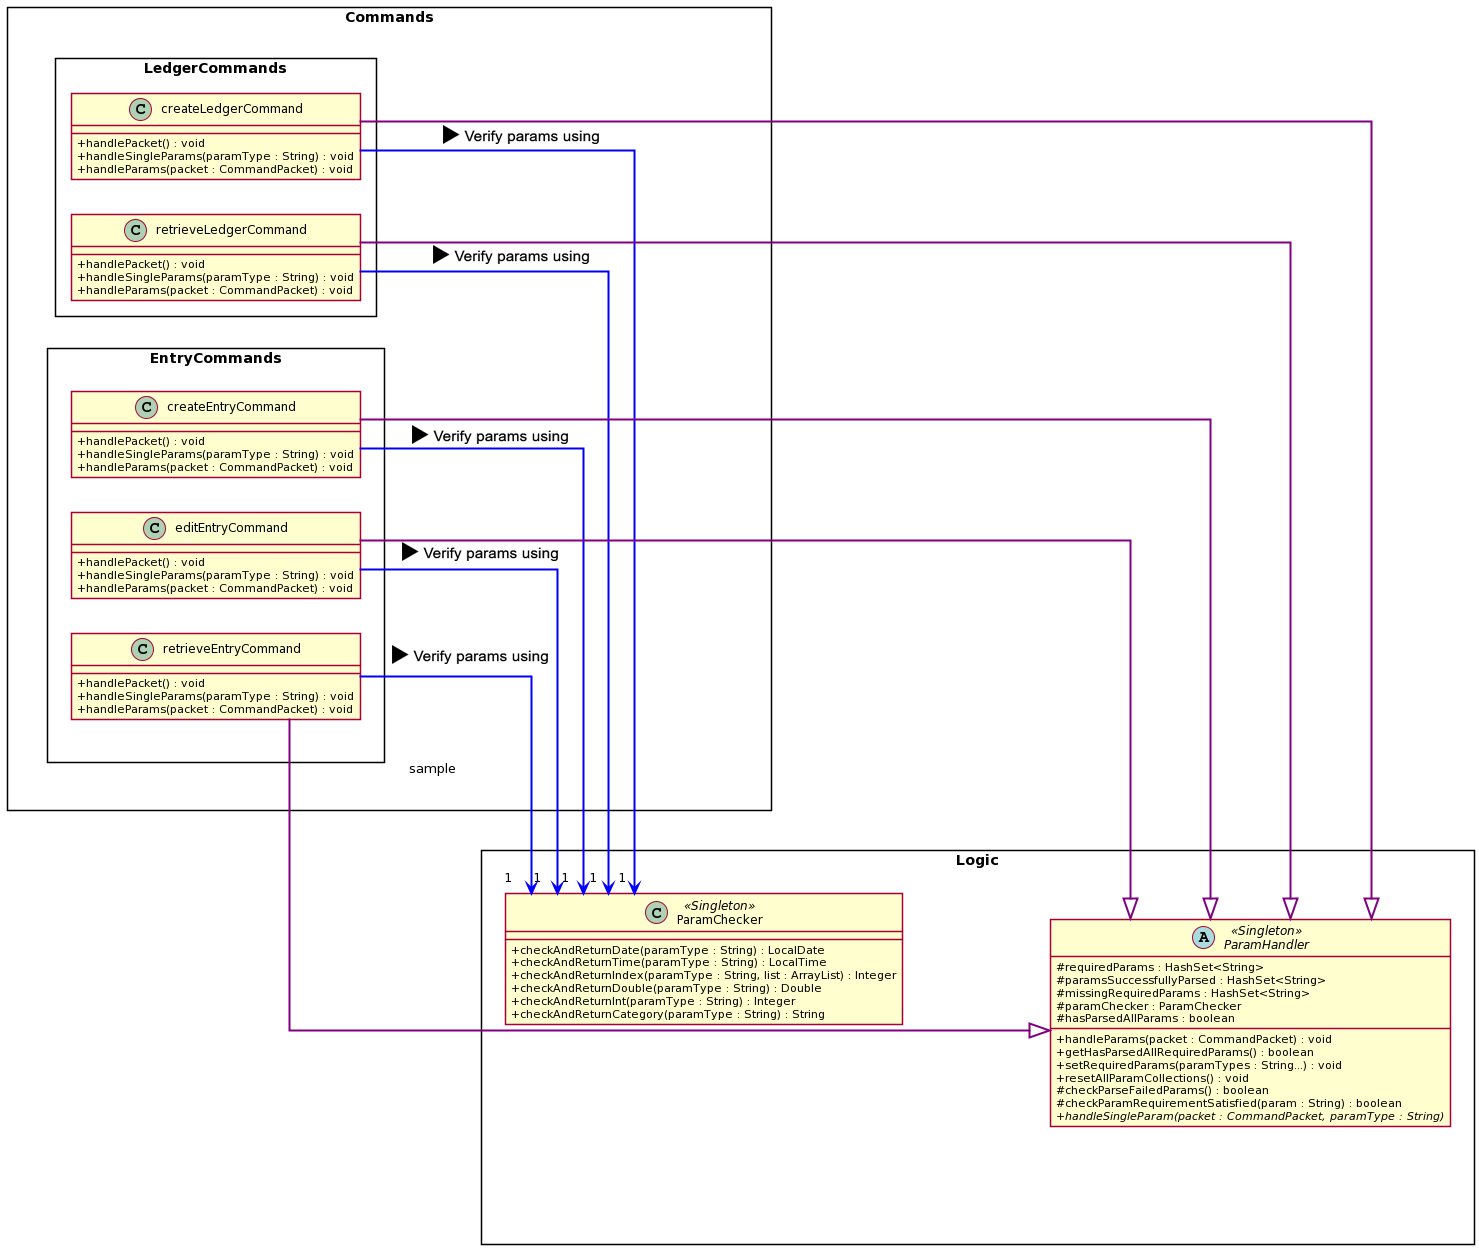 Commands
LedgerCommands
C createLedgerCommand
+handlePacket() : void
+handleSingleParams(paramType : String) : void
+handleParams(packet : CommandPacket) : void
Verify params using
C retrieveLedgerCommand
+handlePacket() : void
+handleSingleParams(paramType : String) : void
+handleParams(packet : CommandPacket) : void
Verify params using
EntryCommands
C createEntryCommand
+handlePacket() : void
+handleSingleParams(paramType : String) : void
+handleParams(packet : CommandPacket) : void
Verify params using
C editEntryCommand
+handlePacket() : void
+handleSingleParams(paramType : String) : void
+handleParams(packet : CommandPacket) : void
Verify params using
C retrieveEntryCommand
+handlePacket() : void
+handleSingleParams(paramType : String) : void
+handleParams(packet : CommandPacket) : void
Verify params using
sample
Logic
1 1 1 1 1
«Singleton»
C ParamChecker
+checkAndReturnDate(paramType : String) : LocalDate
+checkAndReturnTime(paramType : String) : LocalTime
+checkAndReturnIndex(paramType : String, list : ArrayList) : Integer
+checkAndReturnDouble(paramType : String) : Double
+checkAndReturnInt(paramType : String) : Integer
+checkAndReturnCategory(paramType : String) : String
«Singleton»
A ParamHandler
#requiredParams : HashSet<String>
#paramsSuccessfullyParsed : HashSet<String>
#missingRequiredParams : HashSet<String>
#paramChecker : ParamChecker
#hasParsedAllParams : boolean
+handleParams(packet : CommandPacket) : void
+getHasParsedAllRequiredParams() : boolean
+setRequiredParams(paramTypes : String...) : void
+resetAllParamCollections() : void
#checkParseFailedParams() : boolean
#checkParamRequirementSatisfied(param : String) : boolean
+handleSingleParam(packet : CommandPacket, paramType : String)